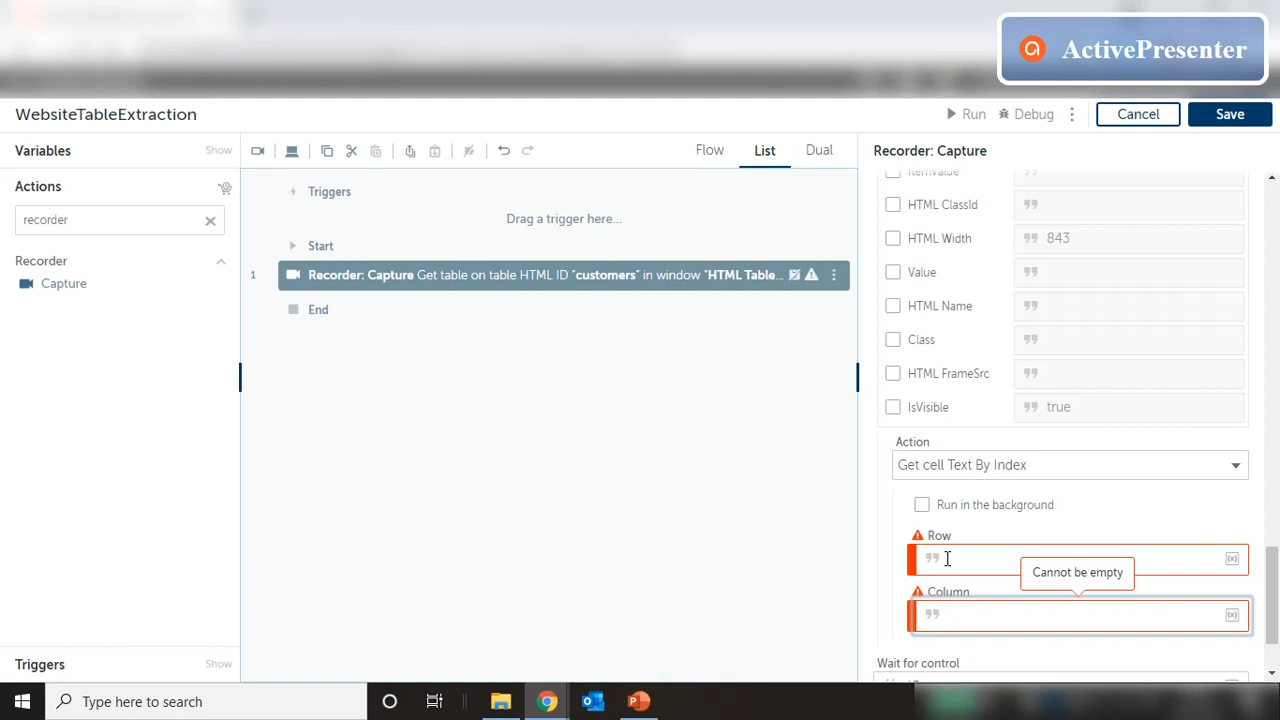 ActivePresenter
WebsiteTableExtraction
Run
Debug
Cancel
Save
Variables
Show
Flow
List
Dual
Recorder: Capture
Actions
recorder
Recorder
Capture
Triggers
Drag a trigger here...
Start
1
Recorder: Capture Get table on table HTML ID "customers" in window "HTML Table...
End
ItemValue
HTML ClassId
HTML Width
843
Value
HTML Name
Class
HTML FrameSrc
IsVisible
true
Action
Get cell Text By Index
Run in the background
Row
Cannot be empty
Column
Wait for control
Triggers
Show
Type here to search